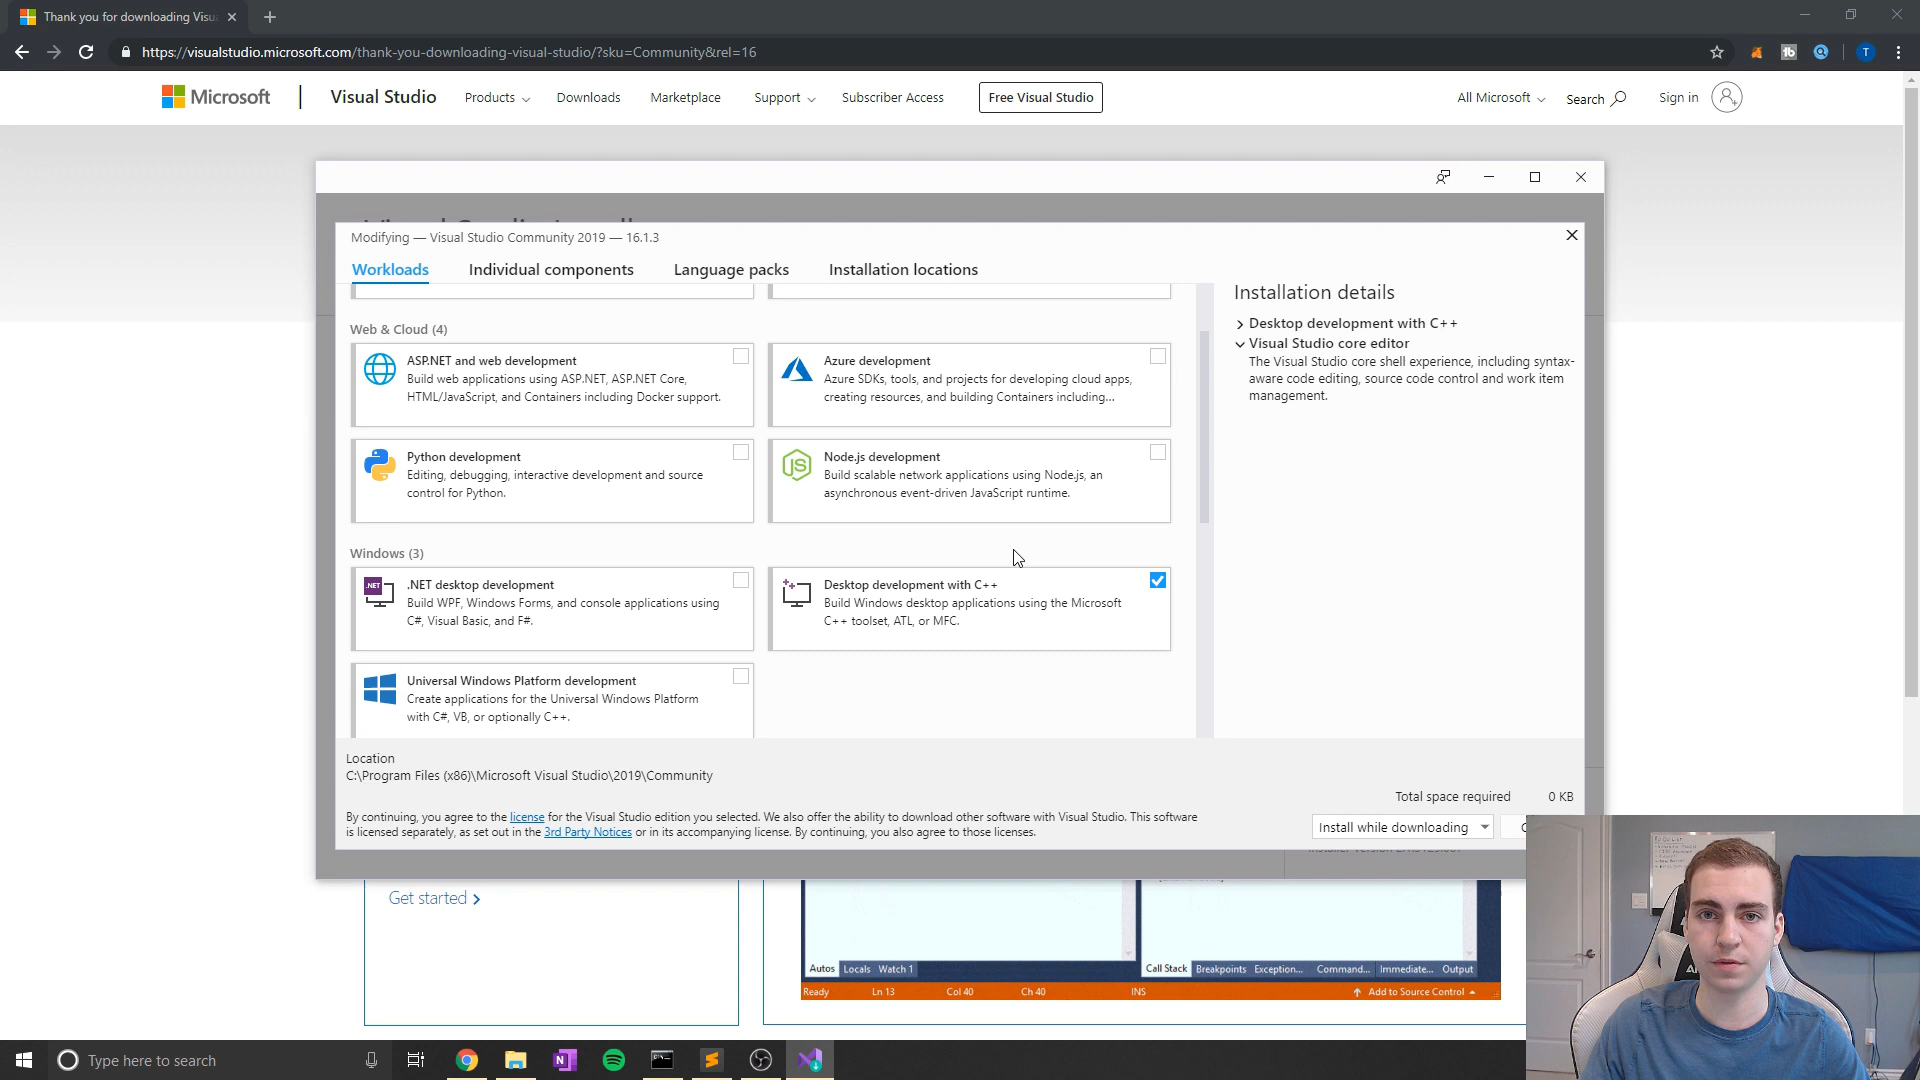 Thank you for downloading Visu
https://visualstudio.microsoft.com/thank-you-downloading-visual-studio/?sku=Community&rel=16
T
Microsoft
Visual Studio
Products
Downloads
Marketplace
Support
Subscriber Access
Free Visual Studio
All Microsoft
Search
Sign in
Modifying — Visual Studio Community 2019 — 16.1.3
Workloads
Individual components
Language packs
Installation locations
Web & Cloud (4)
ASP.NET and web development
Build web applications using ASP.NET, ASP.NET Core,
HTML/JavaScript, and Containers including Docker support.
Azure development
Azure SDKs, tools, and projects for developing cloud apps,
creating resources, and building Containers including...
Python development
Editing, debugging, interactive development and source
control for Python.
Node.js development
Build scalable network applications using Node.js, an
asynchronous event-driven JavaScript runtime.
Windows (3)
.NET desktop development
Build WPF, Windows Forms, and console applications using
C#, Visual Basic, and F#.
Desktop development with C++
Build Windows desktop applications using the Microsoft
C++ toolset, ATL, or MFC.
Universal Windows Platform development
Create applications for the Universal Windows Platform
with C#, VB, or optionally C++.
Installation details
Desktop development with C++
Visual Studio core editor
The Visual Studio core shell experience, including syntax-
aware code editing, source code control and work item
management.
Location
C:\Program Files (x86)\Microsoft Visual Studio\2019\Community
Total space required 0 KB
By continuing, you agree to the license for the Visual Studio edition you selected. We also offer the ability to download other software with Visual Studio. This software
is licensed separately, as set out in the 3rd Party Notices or in its accompanying license. By continuing, you also agree to those licenses.
Install while downloading
Get started
Autos Locals Watch 1
Call Stack Breakpoints Exception... Command... Immediate... Output
Ready Ln 13 Col 40 Ch 40 INS Add to Source Control
Type here to search